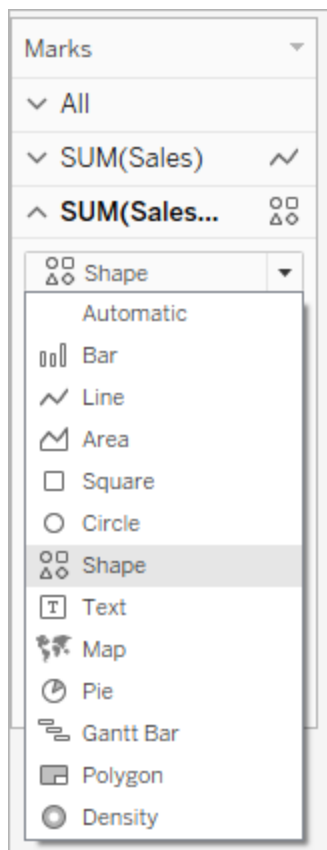 Marks
All
SUM(Sales)
SUM(Sales...
Shape
Automatic
Bar
Line
Area
Square
Circle
Shape
T Text
Map
Pie
Gantt Bar
Polygon
Density